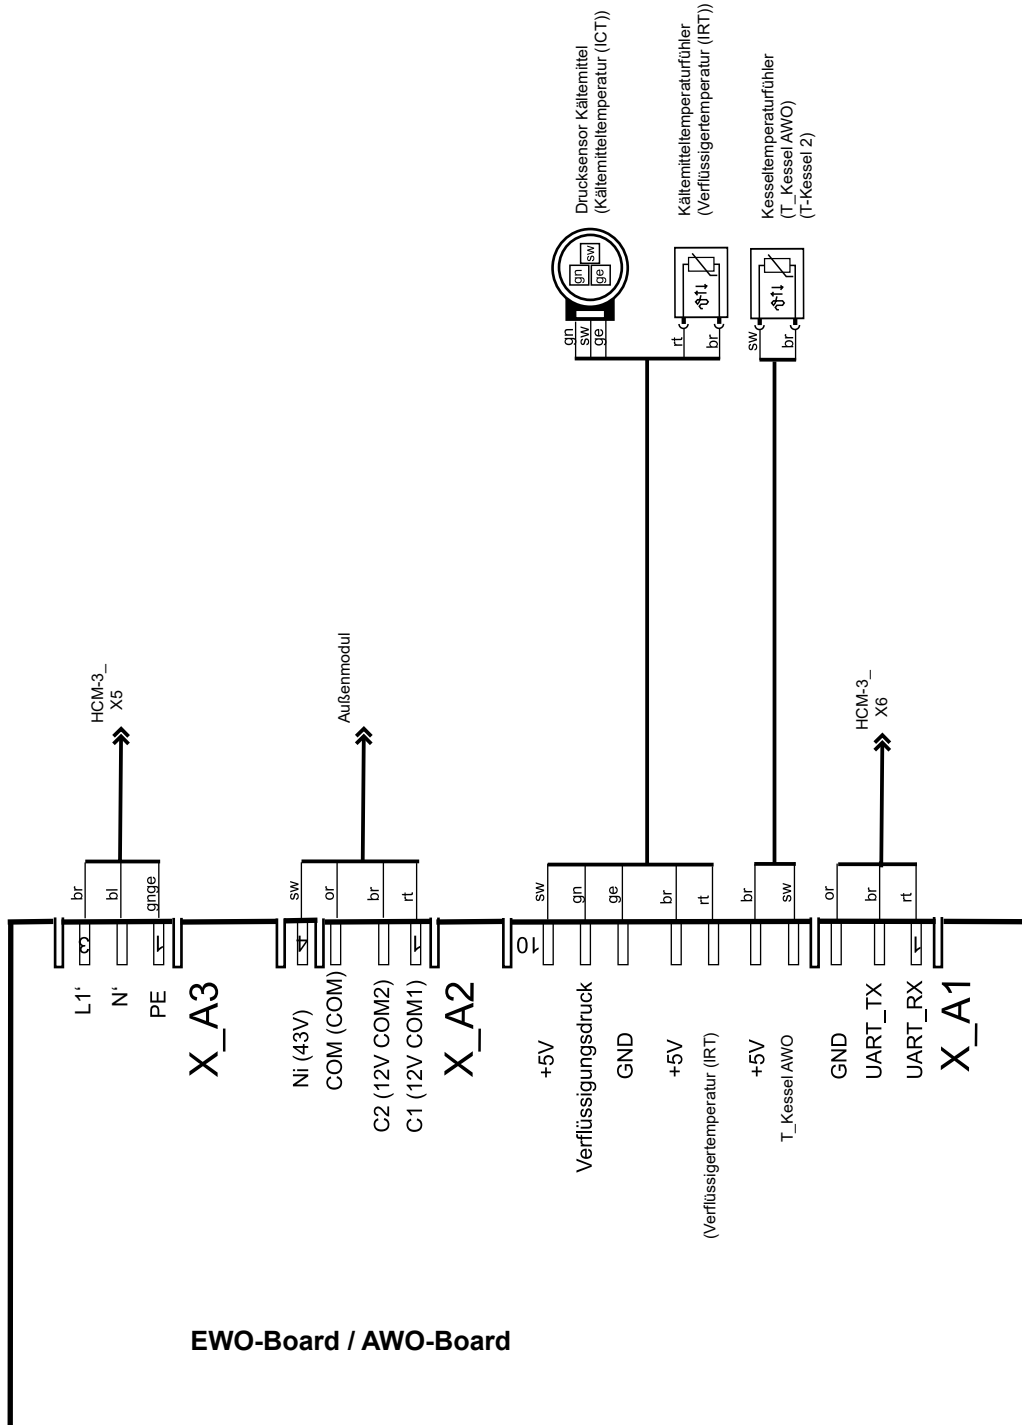 Drucksensor Kältemittel
(Kältemitteltemperatur (ICT))
Kältemitteltemperaturfühler
(Verflüssigertemperatur (IRT))
Kesseltemperaturfühler
(T_Kessel AWO)
(T-Kessel 2)
gn
sw
ge
gn
sw
ge
rt
br
sw
br
HCM-3_
X5
Außenmodul
HCM-3_
X6
br
bl
gnge
sw
or
br
rt
sw
gn
ge
br
rt
br
sw
or
br
rt
3
1
4
1
10
1
L1‘
N‘
PE
X_A3
Ni (43V)
COM (COM)
C2 (12V COM2)
C1 (12V COM1)
X_A2
+5V
Verflüssigungsdruck
GND
+5V
(Verflüssigertemperatur (IRT)
+5V
T_Kessel AWO
GND
UART_TX
UART_RX
X_A1
EWO-Board / AWO-Board